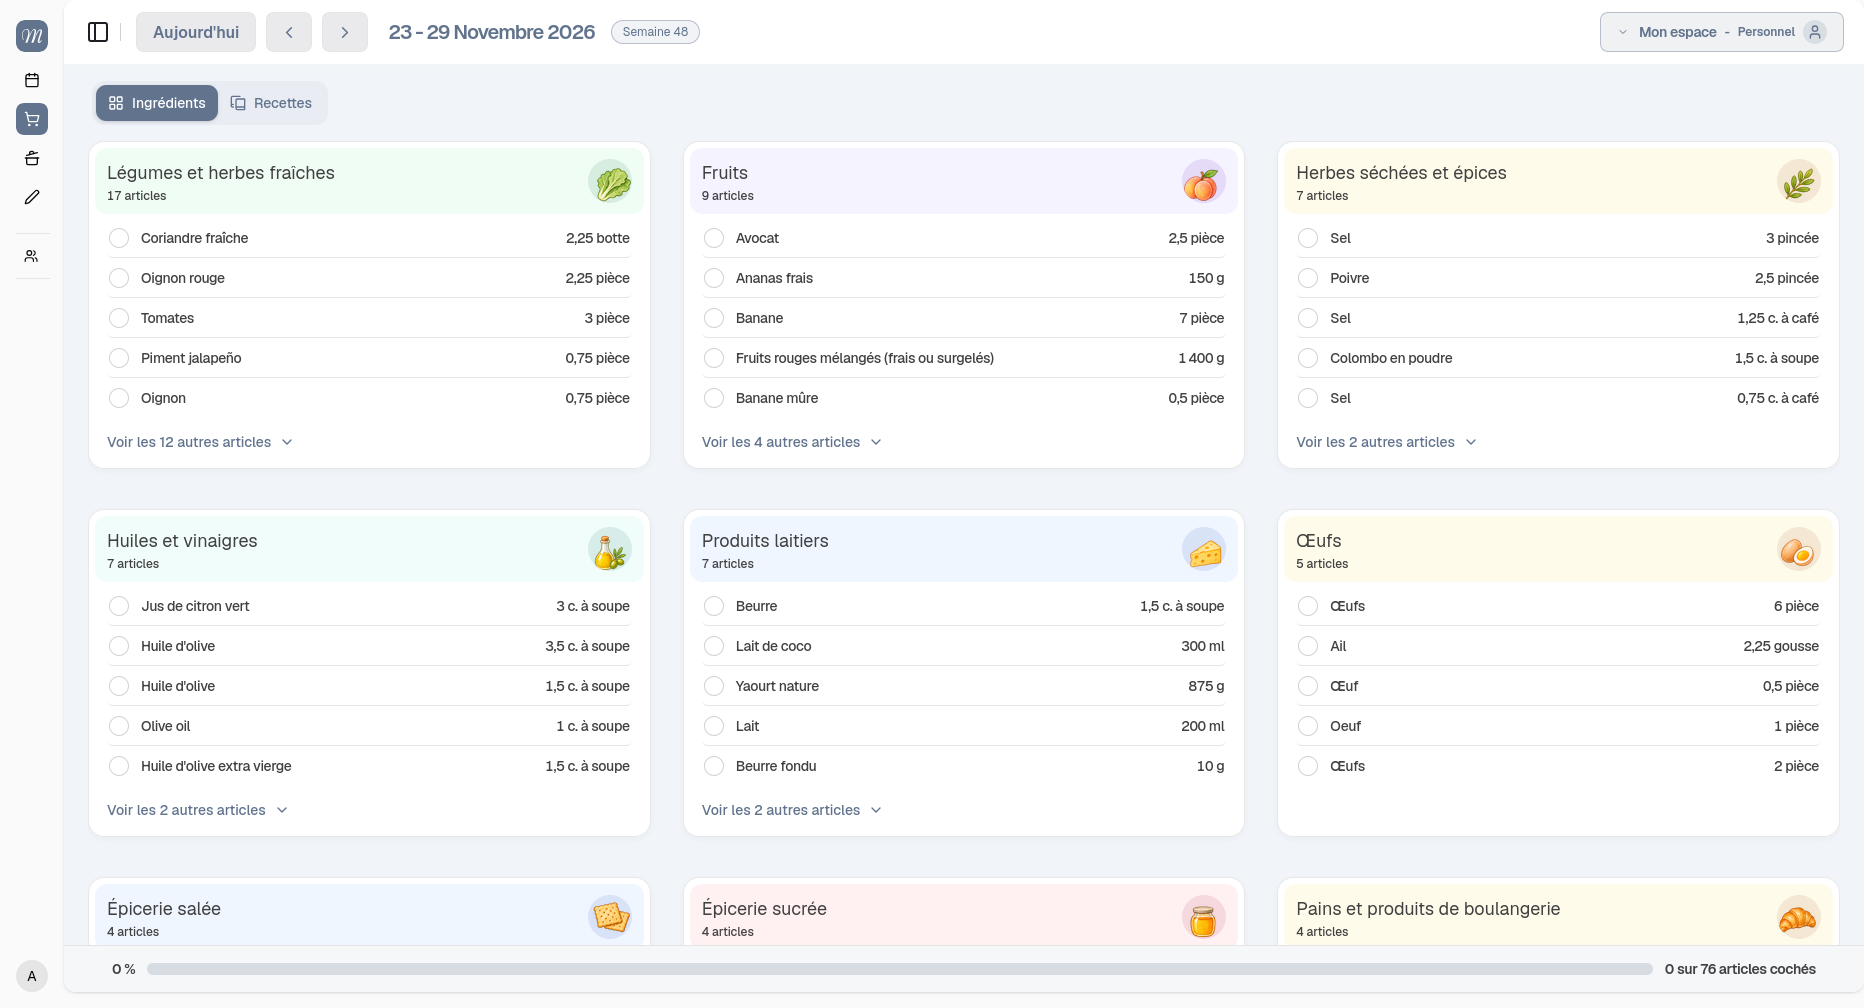 M
Aujourd'hui
23 - 29 Novembre 2026
Semaine 48
Mon espace - Personnel
Ingrédients
Recettes
Légumes et herbes fraîches
17 articles
Coriandre fraîche 2,25 botte
Oignon rouge 2,25 pièce
Tomates 3 pièce
Piment jalapeño 0,75 pièce
Oignon 0,75 pièce
Voir les 12 autres articles
Fruits
9 articles
Avocat 2,5 pièce
Ananas frais 150 g
Banane 7 pièce
Fruits rouges mélangés (frais ou surgelés) 1 400 g
Banane mûre 0,5 pièce
Voir les 4 autres articles
Herbes séchées et épices
7 articles
Sel 3 pincée
Poivre 2,5 pincée
Sel 1,25 c. à café
Colombo en poudre 1,5 c. à soupe
Sel 0,75 c. à café
Voir les 2 autres articles
Huiles et vinaigres
7 articles
Jus de citron vert 3 c. à soupe
Huile d'olive 3,5 c. à soupe
Huile d'olive 1,5 c. à soupe
Olive oil 1 c. à soupe
Huile d'olive extra vierge 1,5 c. à soupe
Voir les 2 autres articles
Produits laitiers
7 articles
Beurre 1,5 c. à soupe
Lait de coco 300 ml
Yaourt nature 875 g
Lait 200 ml
Beurre fondu 10 g
Voir les 2 autres articles
Œufs
5 articles
Œufs 6 pièce
Ail 2,25 gousse
Œuf 0,5 pièce
Oeuf 1 pièce
Œufs 2 pièce
Épicerie salée
4 articles
Épicerie sucrée
4 articles
Pains et produits de boulangerie
4 articles
0 %
0 sur 76 articles cochés
A